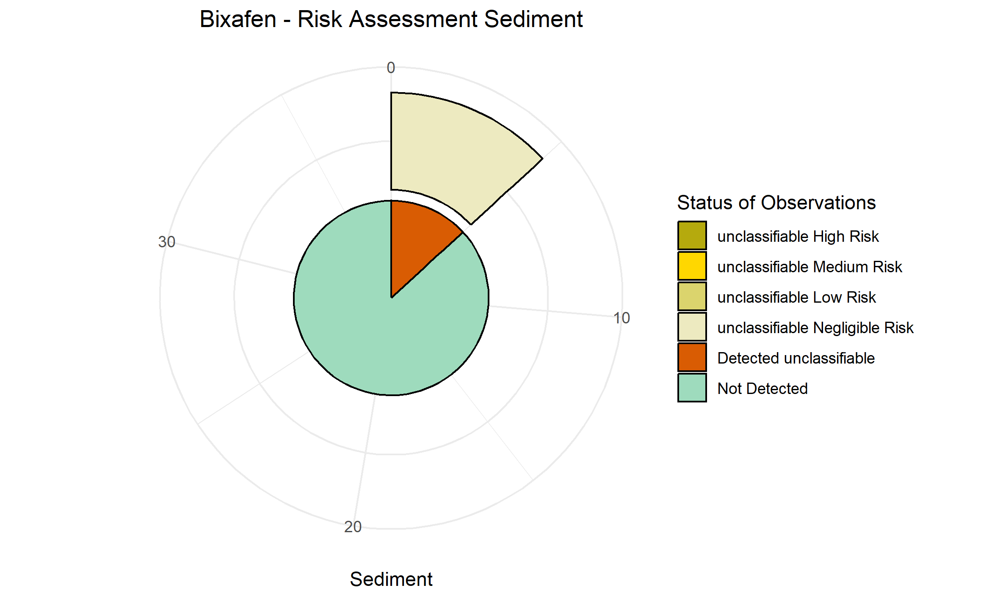 Bixafen - Risk Assessment Sediment
0
30
10
20
Sediment
Status of Observations
unclassifiable High Risk
unclassifiable Medium Risk
unclassifiable Low Risk
unclassifiable Negligible Risk
Detected unclassifiable
Not Detected